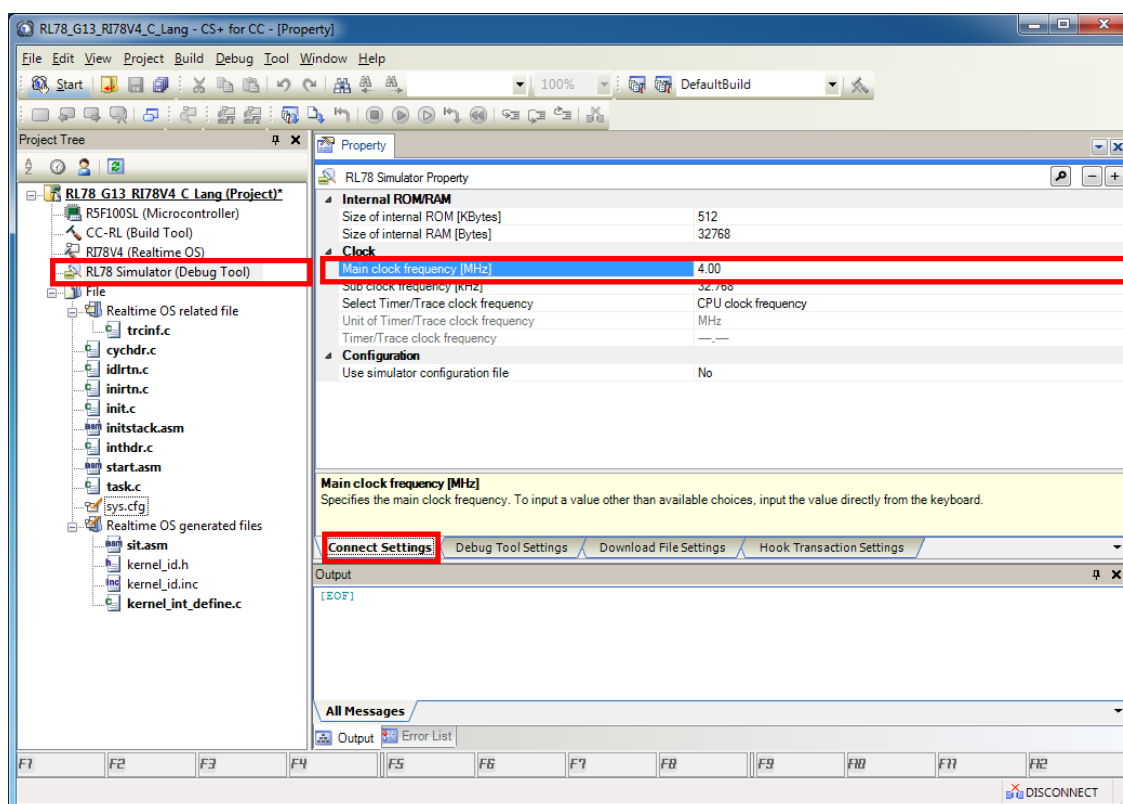 RL78_G13_RI78V4_C_Lang - CS+ for CC - [Property]
File Edit View Project Build Debug Tool Window Help
Start 100% DefaultBuild
Project Tree
Property
RL78 Simulator Property
RL78_G13_RI78V4_C_Lang (Project)*
R5F100SL (Microcontroller)
CC-RL (Build Tool)
RI78V4 (Realtime OS)
RL78 Simulator (Debug Tool)
File
Realtime OS related file
trcinf.c
cychdr.c
idlrtn.c
inirtn.c
init.c
initstack.asm
inthdr.c
start.asm
task.c
sys.cfg
Realtime OS generated files
sit.asm
kernel_id.h
kernel_id.inc
kernel_int_define.c
Internal ROM/RAM
Size of internal ROM [KBytes] 512
Size of internal RAM [Bytes] 32768
Clock
Main clock frequency [MHz] 4.00
Sub clock frequency [kHz] 32.768
Select Timer/Trace clock frequency CPU clock frequency
Unit of Timer/Trace clock frequency MHz
Timer/Trace clock frequency —.—
Configuration
Use simulator configuration file No
Main clock frequency [MHz]
Specifies the main clock frequency. To input a value other than available choices, input the value directly from the keyboard.
Connect Settings Debug Tool Settings Download File Settings Hook Transaction Settings
Output
[EOF]
All Messages
Output Error List
F1 F2 F3 F4 F5 F6 F7 F8 F9 F10 F11 F12
DISCONNECT